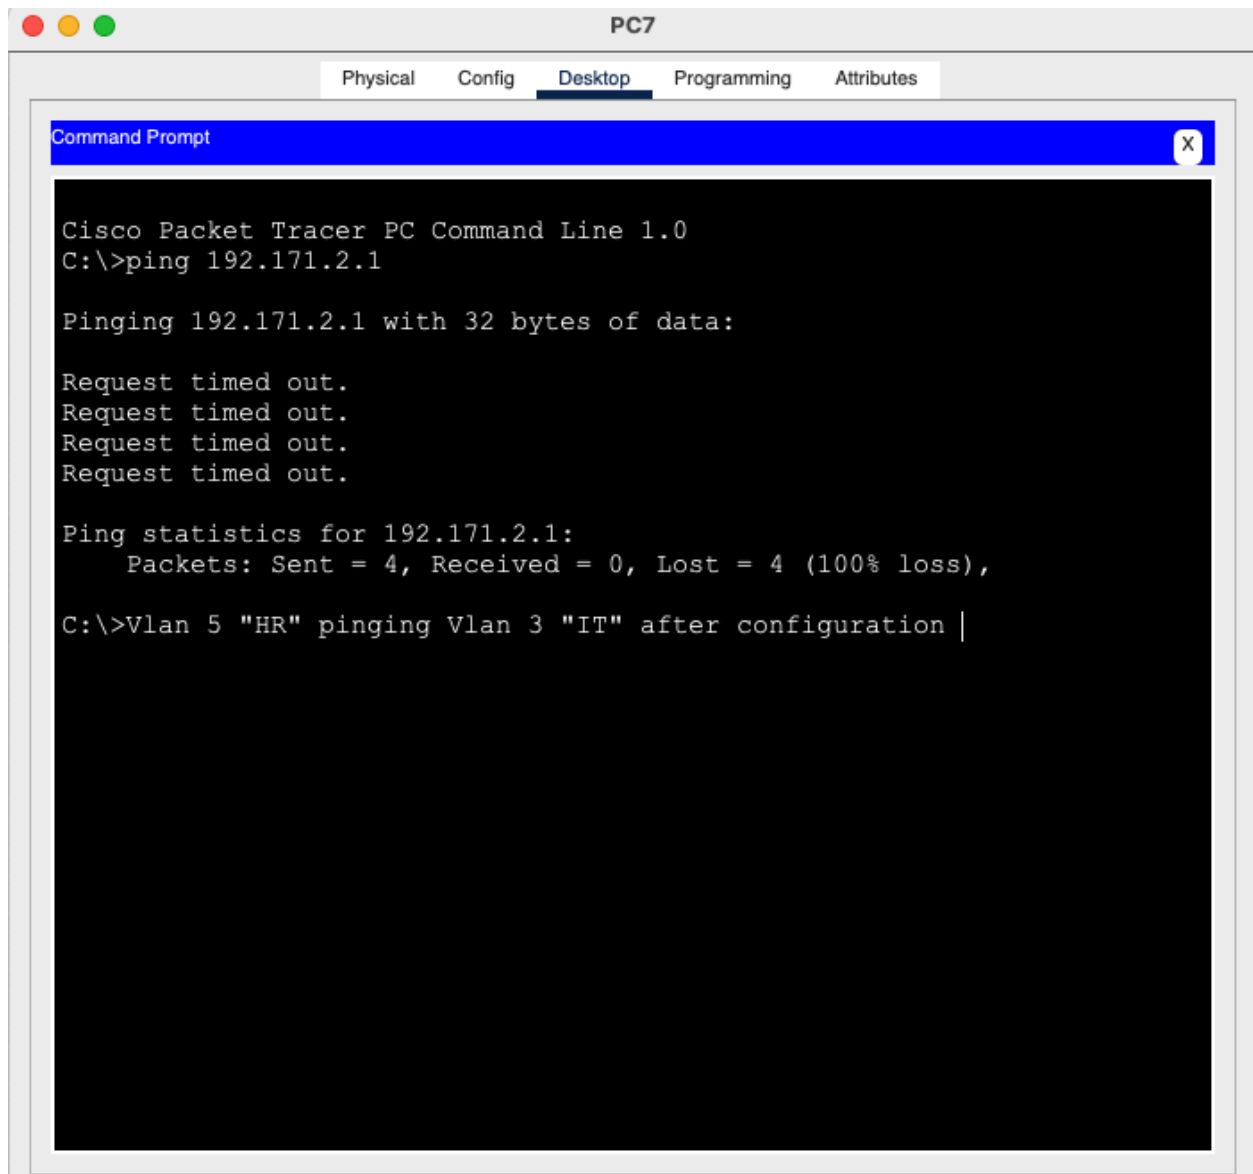 PC7
Physical Config Desktop Programming Attributes
Command Prompt
X
Cisco Packet Tracer PC Command Line 1.0
C:\>ping 192.171.2.1
Pinging 192.171.2.1 with 32 bytes of data:
Request timed out.
Request timed out.
Request timed out.
Request timed out.
Ping statistics for 192.171.2.1:
    Packets: Sent = 4, Received = 0, Lost = 4 (100% loss),
C:\>Vlan 5 "HR" pinging Vlan 3 "IT" after configuration